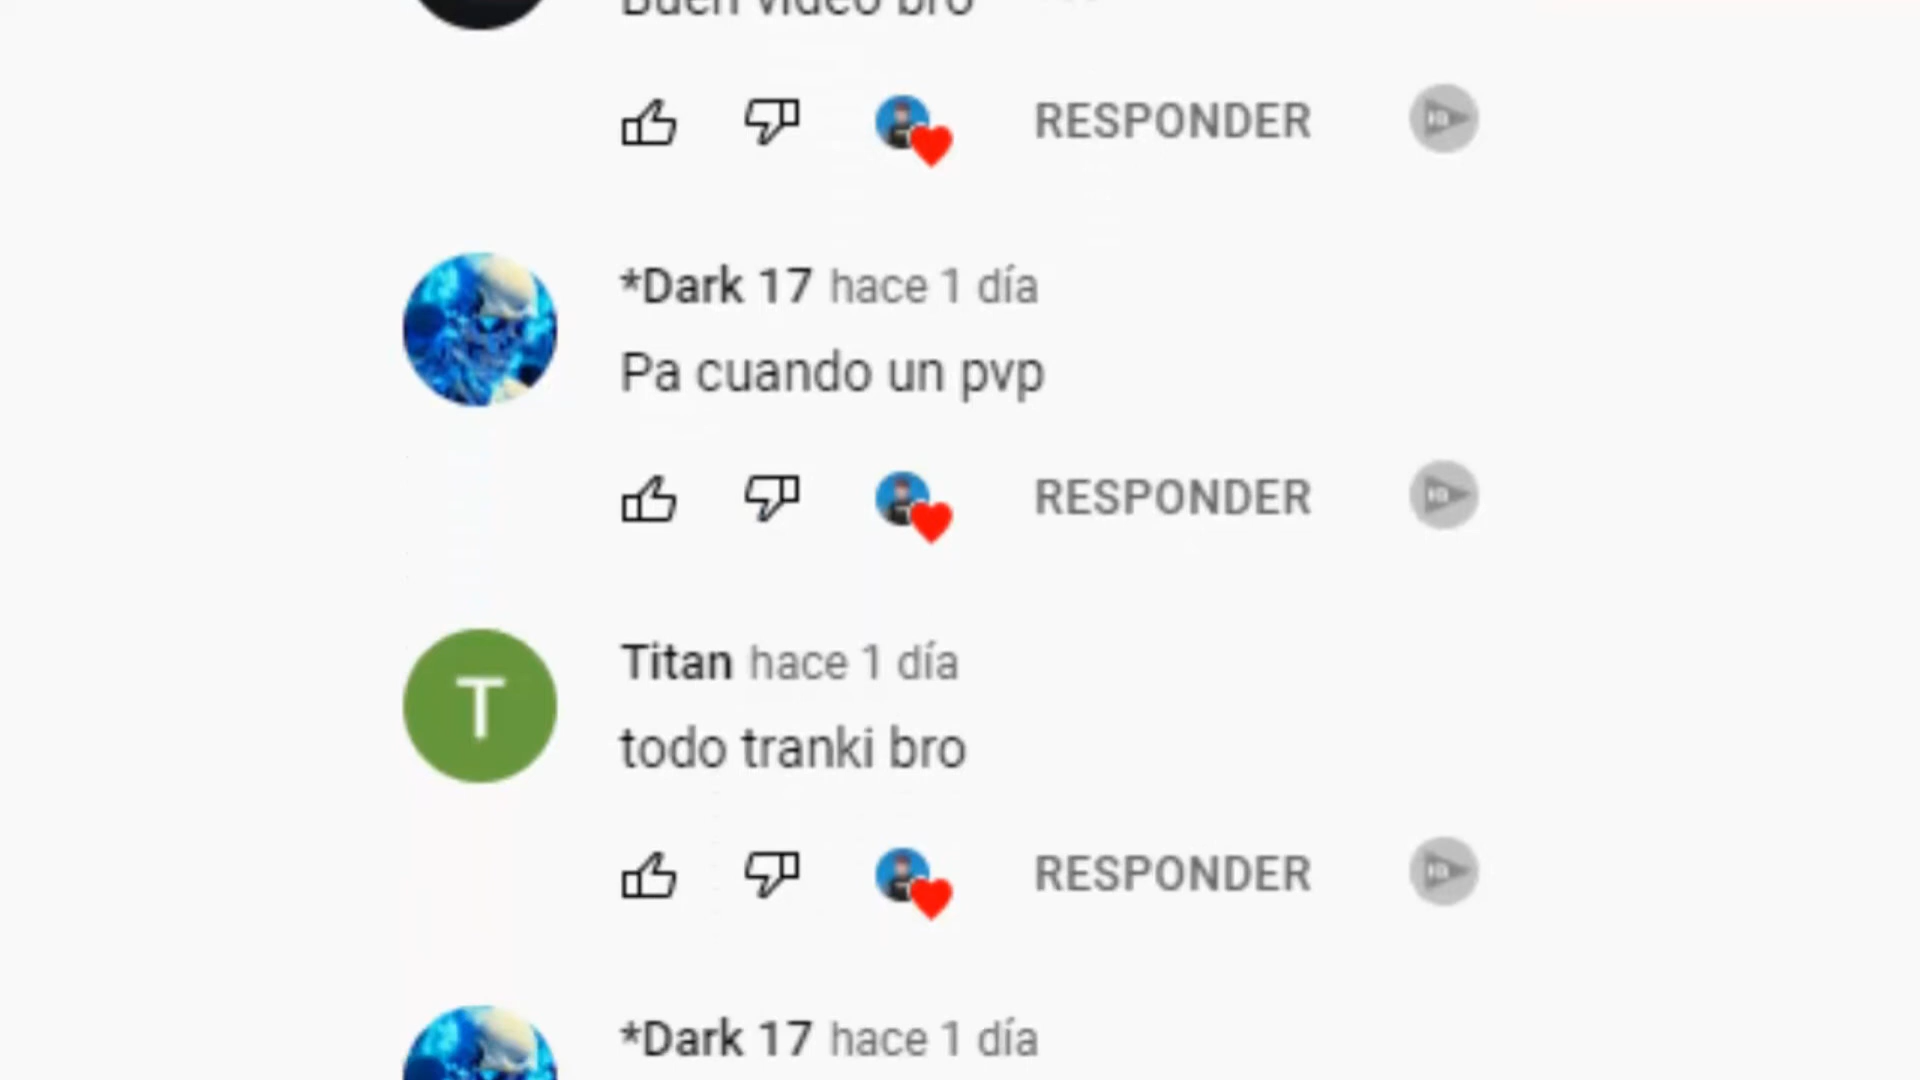 Buen video bro
RESPONDER
*Dark 17 hace 1 día
Pa cuando un pvp
RESPONDER
T
Titan hace 1 día
todo tranki bro
RESPONDER
*Dark 17 hace 1 día